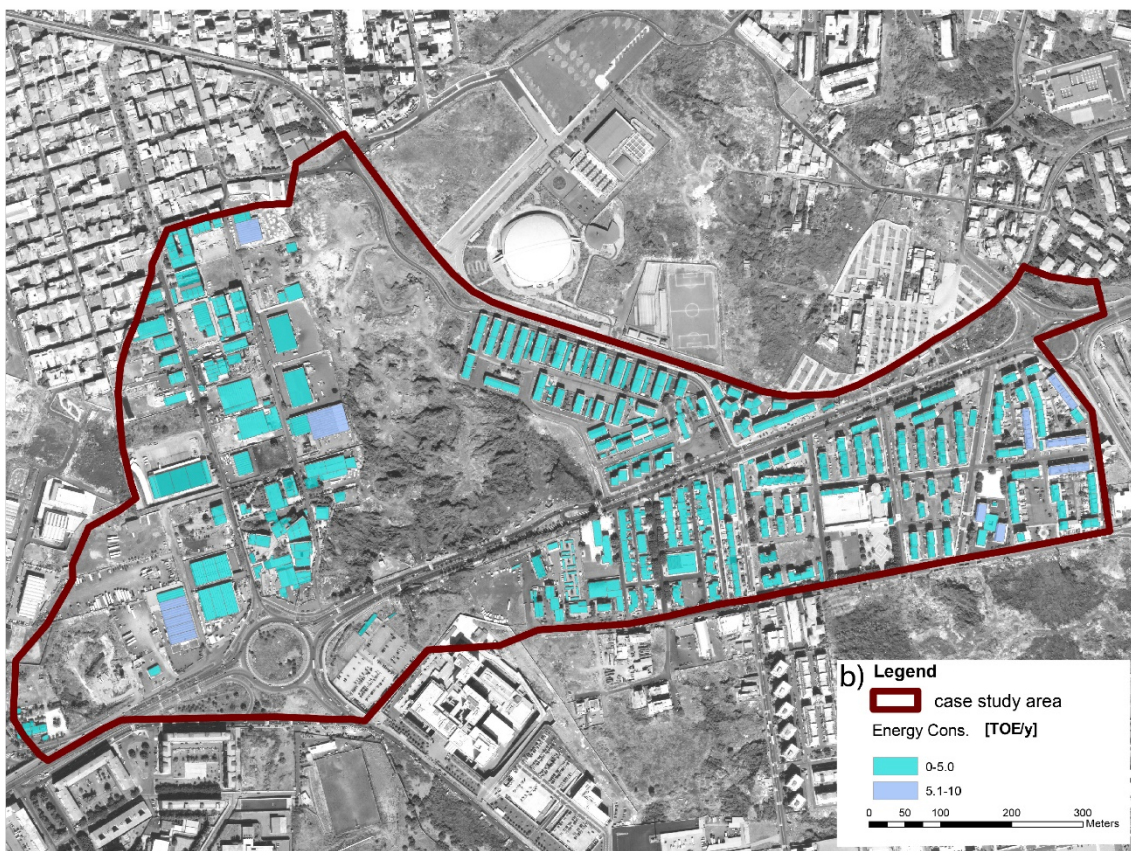 b) Legend
case study area
Energy Cons. [TOE/y]
0-5.0
5.1-10
0 50 100 200 300
Meters